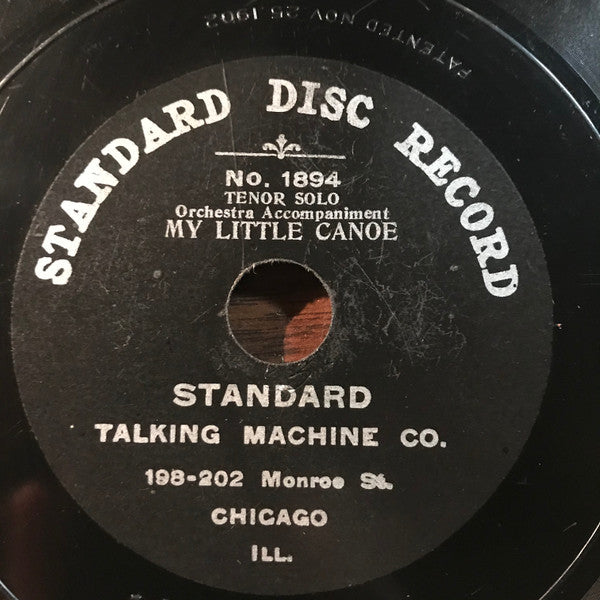 PATENTED NOV 25 1902
STANDARD DISC RECORD
No. 1894
TENOR SOLO
Orchestra Accompaniment
MY LITTLE CANOE
STANDARD
TALKING MACHINE CO.
198-202 Monroe St.
CHICAGO
ILL.